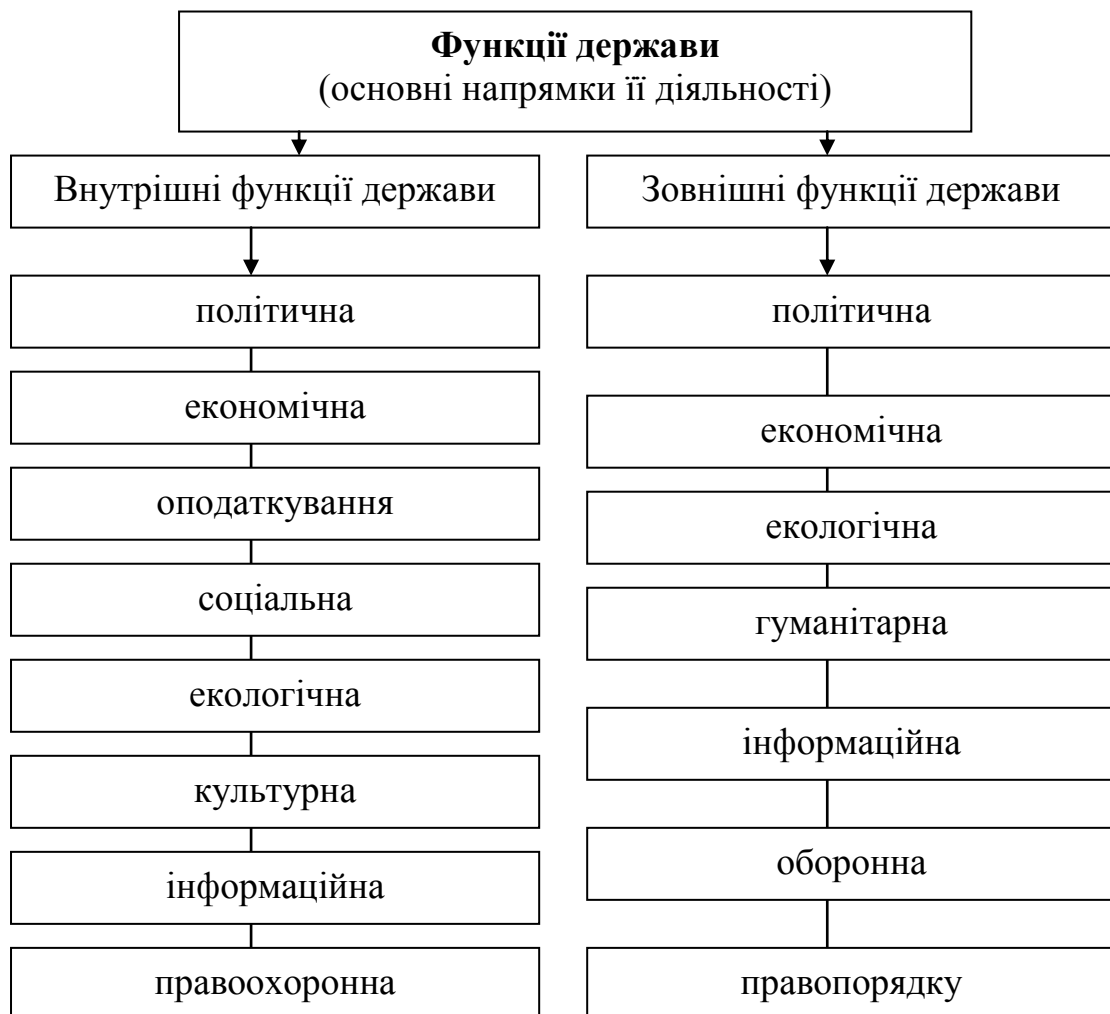 Функції держави
(основні напрямки її діяльності)
Внутрішні функції держави
політична
економічна
оподаткування
соціальна
екологічна
культурна
інформаційна
правоохоронна
Зовнішні функції держави
політична
економічна
екологічна
гуманітарна
інформаційна
оборонна
правопорядку